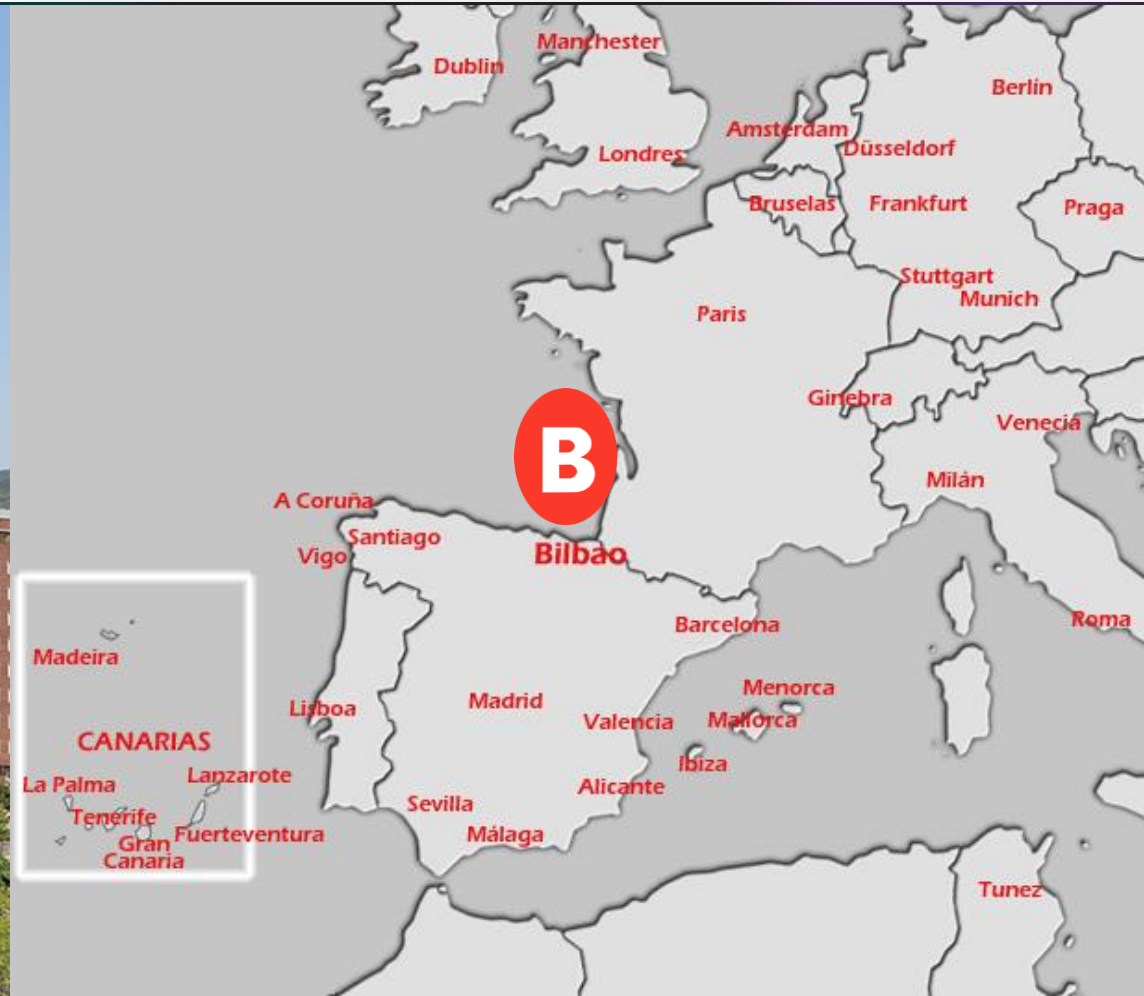 Manchester
Dublin
Berlín
Amsterdam
Düsseldorf
Londres
Bruselas
Frankfurt
Praga
Stuttgart
Munich
Paris
Ginebra
Venecia
B
Milán
A Coruña
Santiago
Vigo
Bilbao
Barcelona
Roma
Madeira
Menorca
Madrid
Lisboa
Valencia
Mallorca
CANARIAS
Ibiza
La Palma
Lanzarote
Alicante
Sevilla
Tenerife
Fuerteventura
Málaga
Gran
Canaria
Tunez